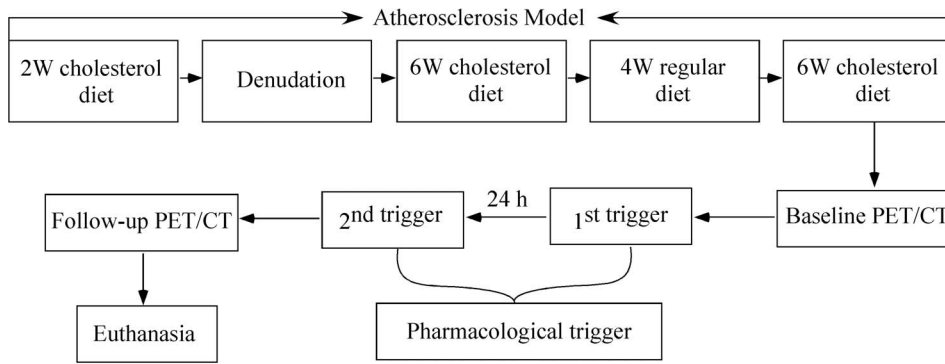 Atherosclerosis Model
2W cholesterol
diet
Denudation
6W cholesterol
diet
4W regular
diet
6W cholesterol
diet
Baseline PET/CT
1st trigger
24 h
2nd trigger
Follow-up PET/CT
Pharmacological trigger
Euthanasia